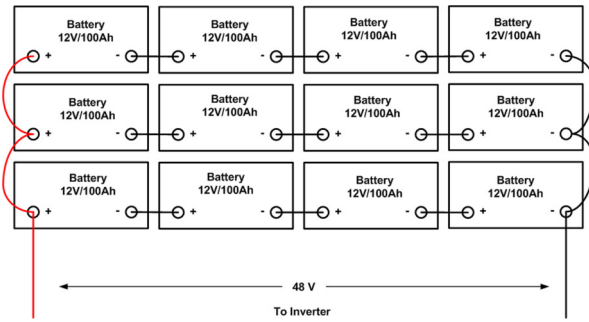 Battery Battery Battery Battery
12V/100Ah 12V/100Ah 12V/100Ah 12V/100Ah
+ - + - + - + -
Battery Battery Battery Battery
12V/100Ah 12V/100Ah 12V/100Ah 12V/100Ah
+ - + - + - + -
Battery Battery Battery Battery
12V/100Ah 12V/100Ah 12V/100Ah 12V/100Ah
+ - + - + - + -
48 V
To Inverter